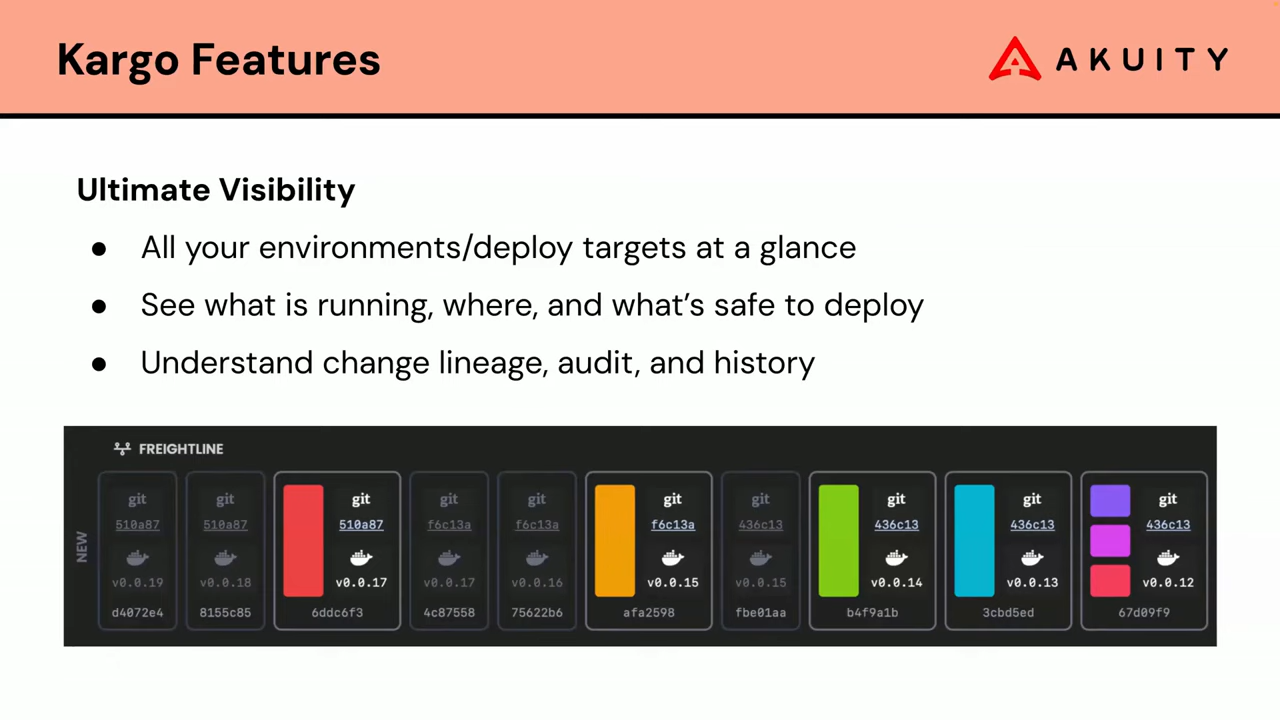 Kargo Features
AKUITY
Ultimate Visibility
● All your environments/deploy targets at a glance
● See what is running, where, and what’s safe to deploy
● Understand change lineage, audit, and history
FREIGHTLINE
NEW
git git git git git git git git git git
510a87 510a87 510a87 f6c13a f6c13a f6c13a 436c13 436c13 436c13 436c13
v0.0.19 v0.0.18 v0.0.17 v0.0.17 v0.0.16 v0.0.15 v0.0.15 v0.0.14 v0.0.13 v0.0.12
d4072e4 8155c85 6ddc6f3 4c87558 75622b6 afa2598 fbe01aa b4f9a1b 3cbd5ed 67d09f9